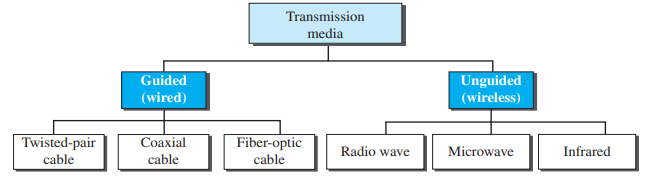 Transmission
media
Guided
(wired)
Unguided
(wireless)
Twisted-pair
cable
Coaxial
cable
Fiber-optic
cable
Radio wave
Microwave
Infrared